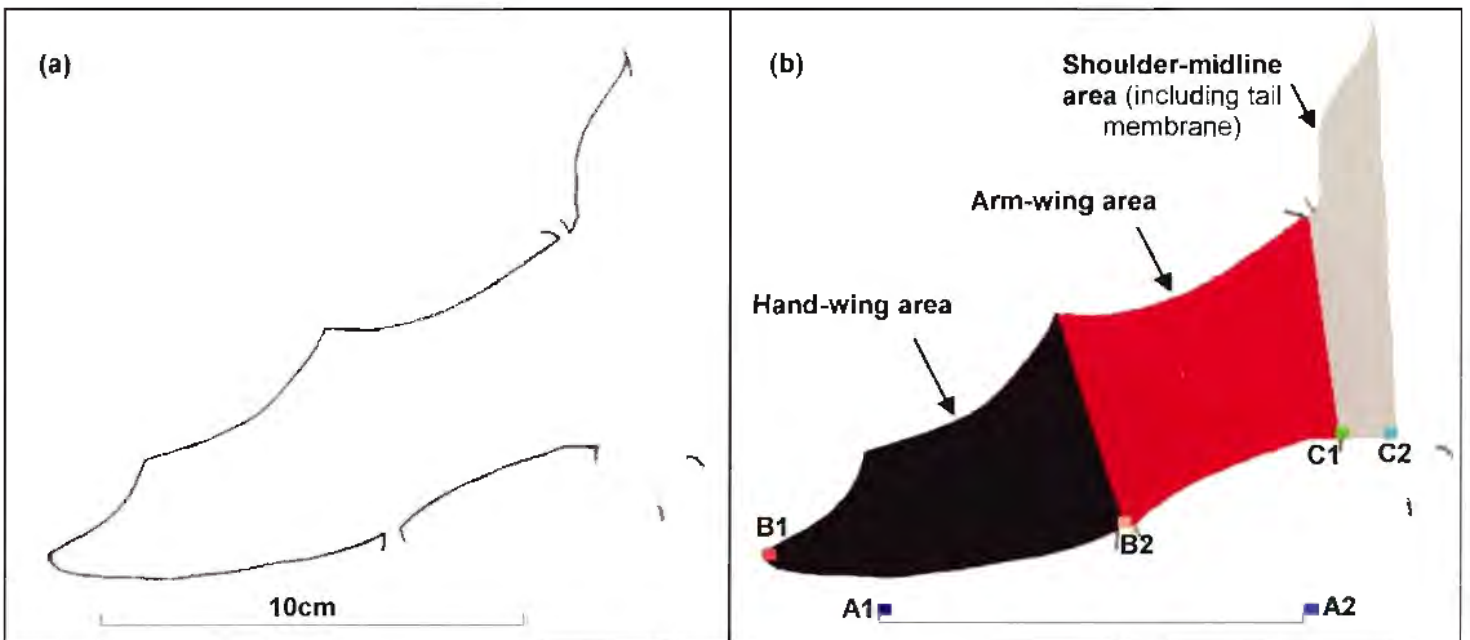 (a)
10cm
(b)
Shoulder-midline
area (including tail
membrane)
Arm-wing area
Hand-wing area
C1
C2
B1
B2
A1
A2